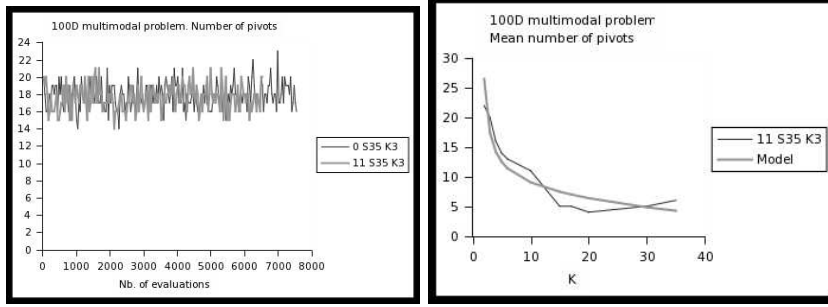 100D multimodal problem. Number of pivots
24
22
20
18
16
14
12
10
8
6
4
2
0
0 1000 2000 3000 4000 5000 6000 7000 8000
Nb. of evaluations
0 S35 K3
11 S35 K3
100D multimodal problem
Mean number of pivots
30
25
20
15
10
5
0
0 10 20 30 40
K
11 S35 K3
Model